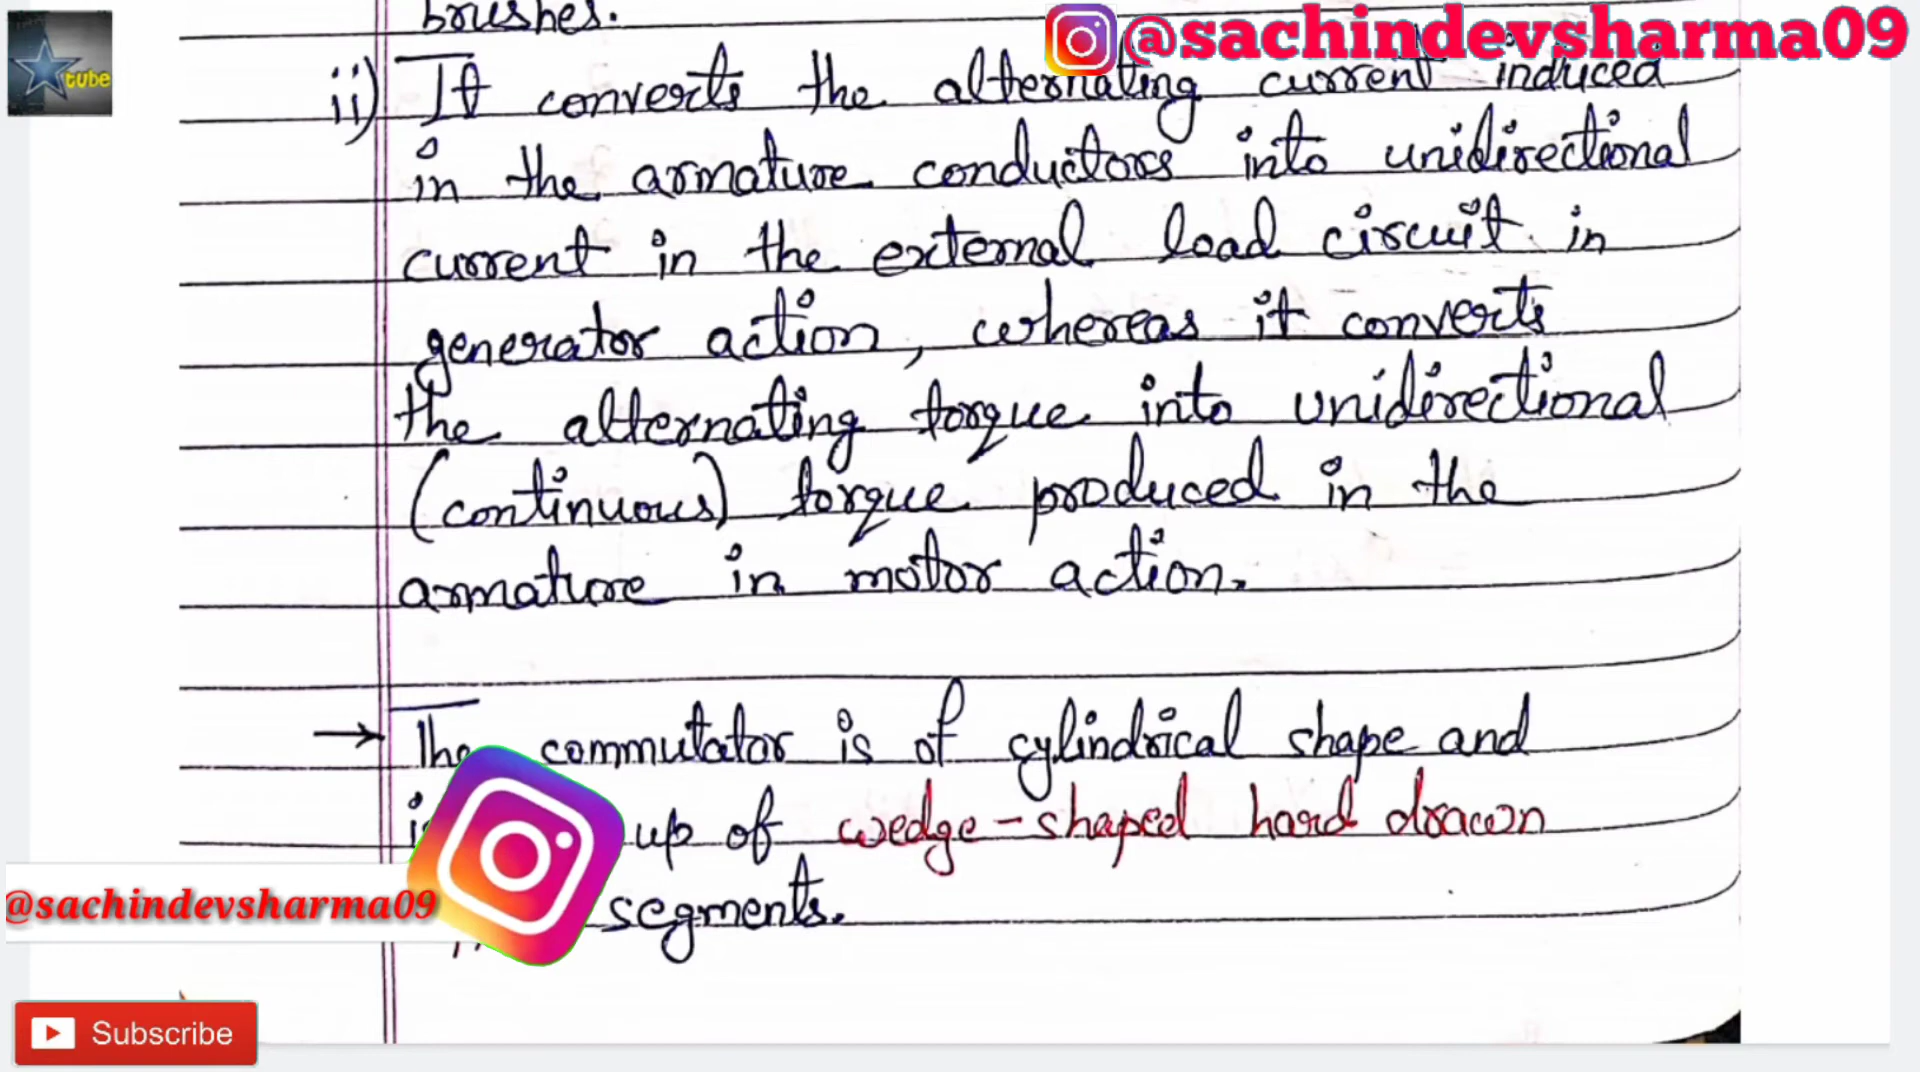 brushes.
@sachindevsharma09
tube
ii) It converts the alternating current induced
in the armature conductors into unidirectional
current in the external load circuit in
generator action, whereas it converts
the alternating torque into unidirectional
(continuous) torque produced in the
armature in motor action.
→ The commutator is of cylindrical shape and
up of wedge-shaped hard drawn
@sachindevsharma09
segments.
Subscribe